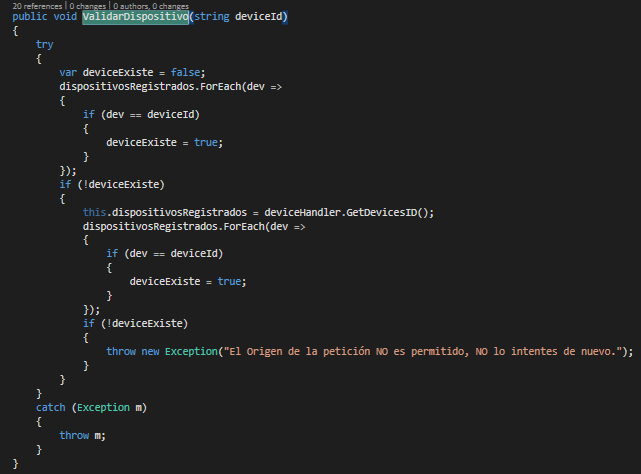 20 references | 0 changes | 0 authors, 0 changes
public void ValidarDispositivo(string deviceId)
{
    try
    {
        var deviceExiste = false;
        dispositivosRegistrados.ForEach(dev =>
        {
            if (dev == deviceId)
            {
                deviceExiste = true;
            }
        });
        if (!deviceExiste)
        {
            this.dispositivosRegistrados = deviceHandler.GetDevicesID();
            dispositivosRegistrados.ForEach(dev =>
            {
                if (dev == deviceId)
                {
                    deviceExiste = true;
                }
            });
            if (!deviceExiste)
            {
                throw new Exception("El Origen de la petición NO es permitido, NO lo intentes de nuevo.");
            }
        }
    }
    catch (Exception m)
    {
        throw m;
    }
}